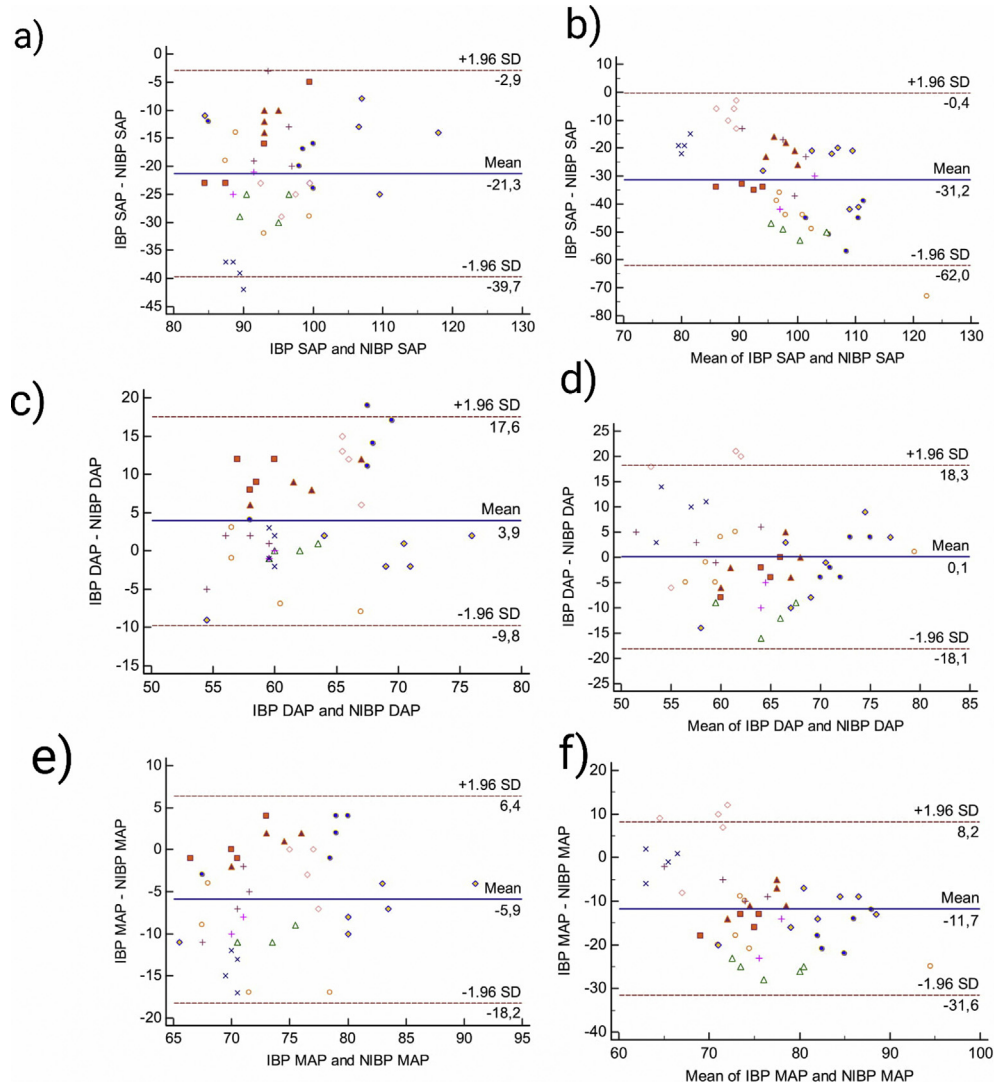 a)
0
-5
-10
-15
-20
-25
-30
-35
-40
-45
IBP SAP - NIBP SAP
+1.96 SD
-2,9
Mean
-21,3
-1.96 SD
-39,7
80 90 100 110 120 130
IBP SAP and NIBP SAP
b)
10
0
-10
-20
-30
-40
-50
-60
-70
-80
IBP SAP - NIBP SAP
+1.96 SD
-0,4
Mean
-31,2
-1.96 SD
-62,0
70 80 90 100 110 120 130
Mean of IBP SAP and NIBP SAP
c)
20
15
10
5
0
-5
-10
-15
IBP DAP - NIBP DAP
+1.96 SD
17,6
Mean
3,9
-1.96 SD
-9,8
50 55 60 65 70 75 80
IBP DAP and NIBP DAP
d)
25
20
15
10
5
0
-5
-10
-15
-20
-25
IBP DAP - NIBP DAP
+1.96 SD
18,3
Mean
0,1
-1.96 SD
-18,1
50 55 60 65 70 75 80 85
Mean of IBP DAP and NIBP DAP
e)
10
5
0
-5
-10
-15
-20
IBP MAP - NIBP MAP
+1.96 SD
6,4
Mean
-5,9
-1.96 SD
-18,2
65 70 75 80 85 90 95
IBP MAP and NIBP MAP
f)
20
10
0
-10
-20
-30
-40
IBP MAP - NIBP MAP
+1.96 SD
8,2
Mean
-11,7
-1.96 SD
-31,6
60 70 80 90 100
Mean of IBP MAP and NIBP MAP